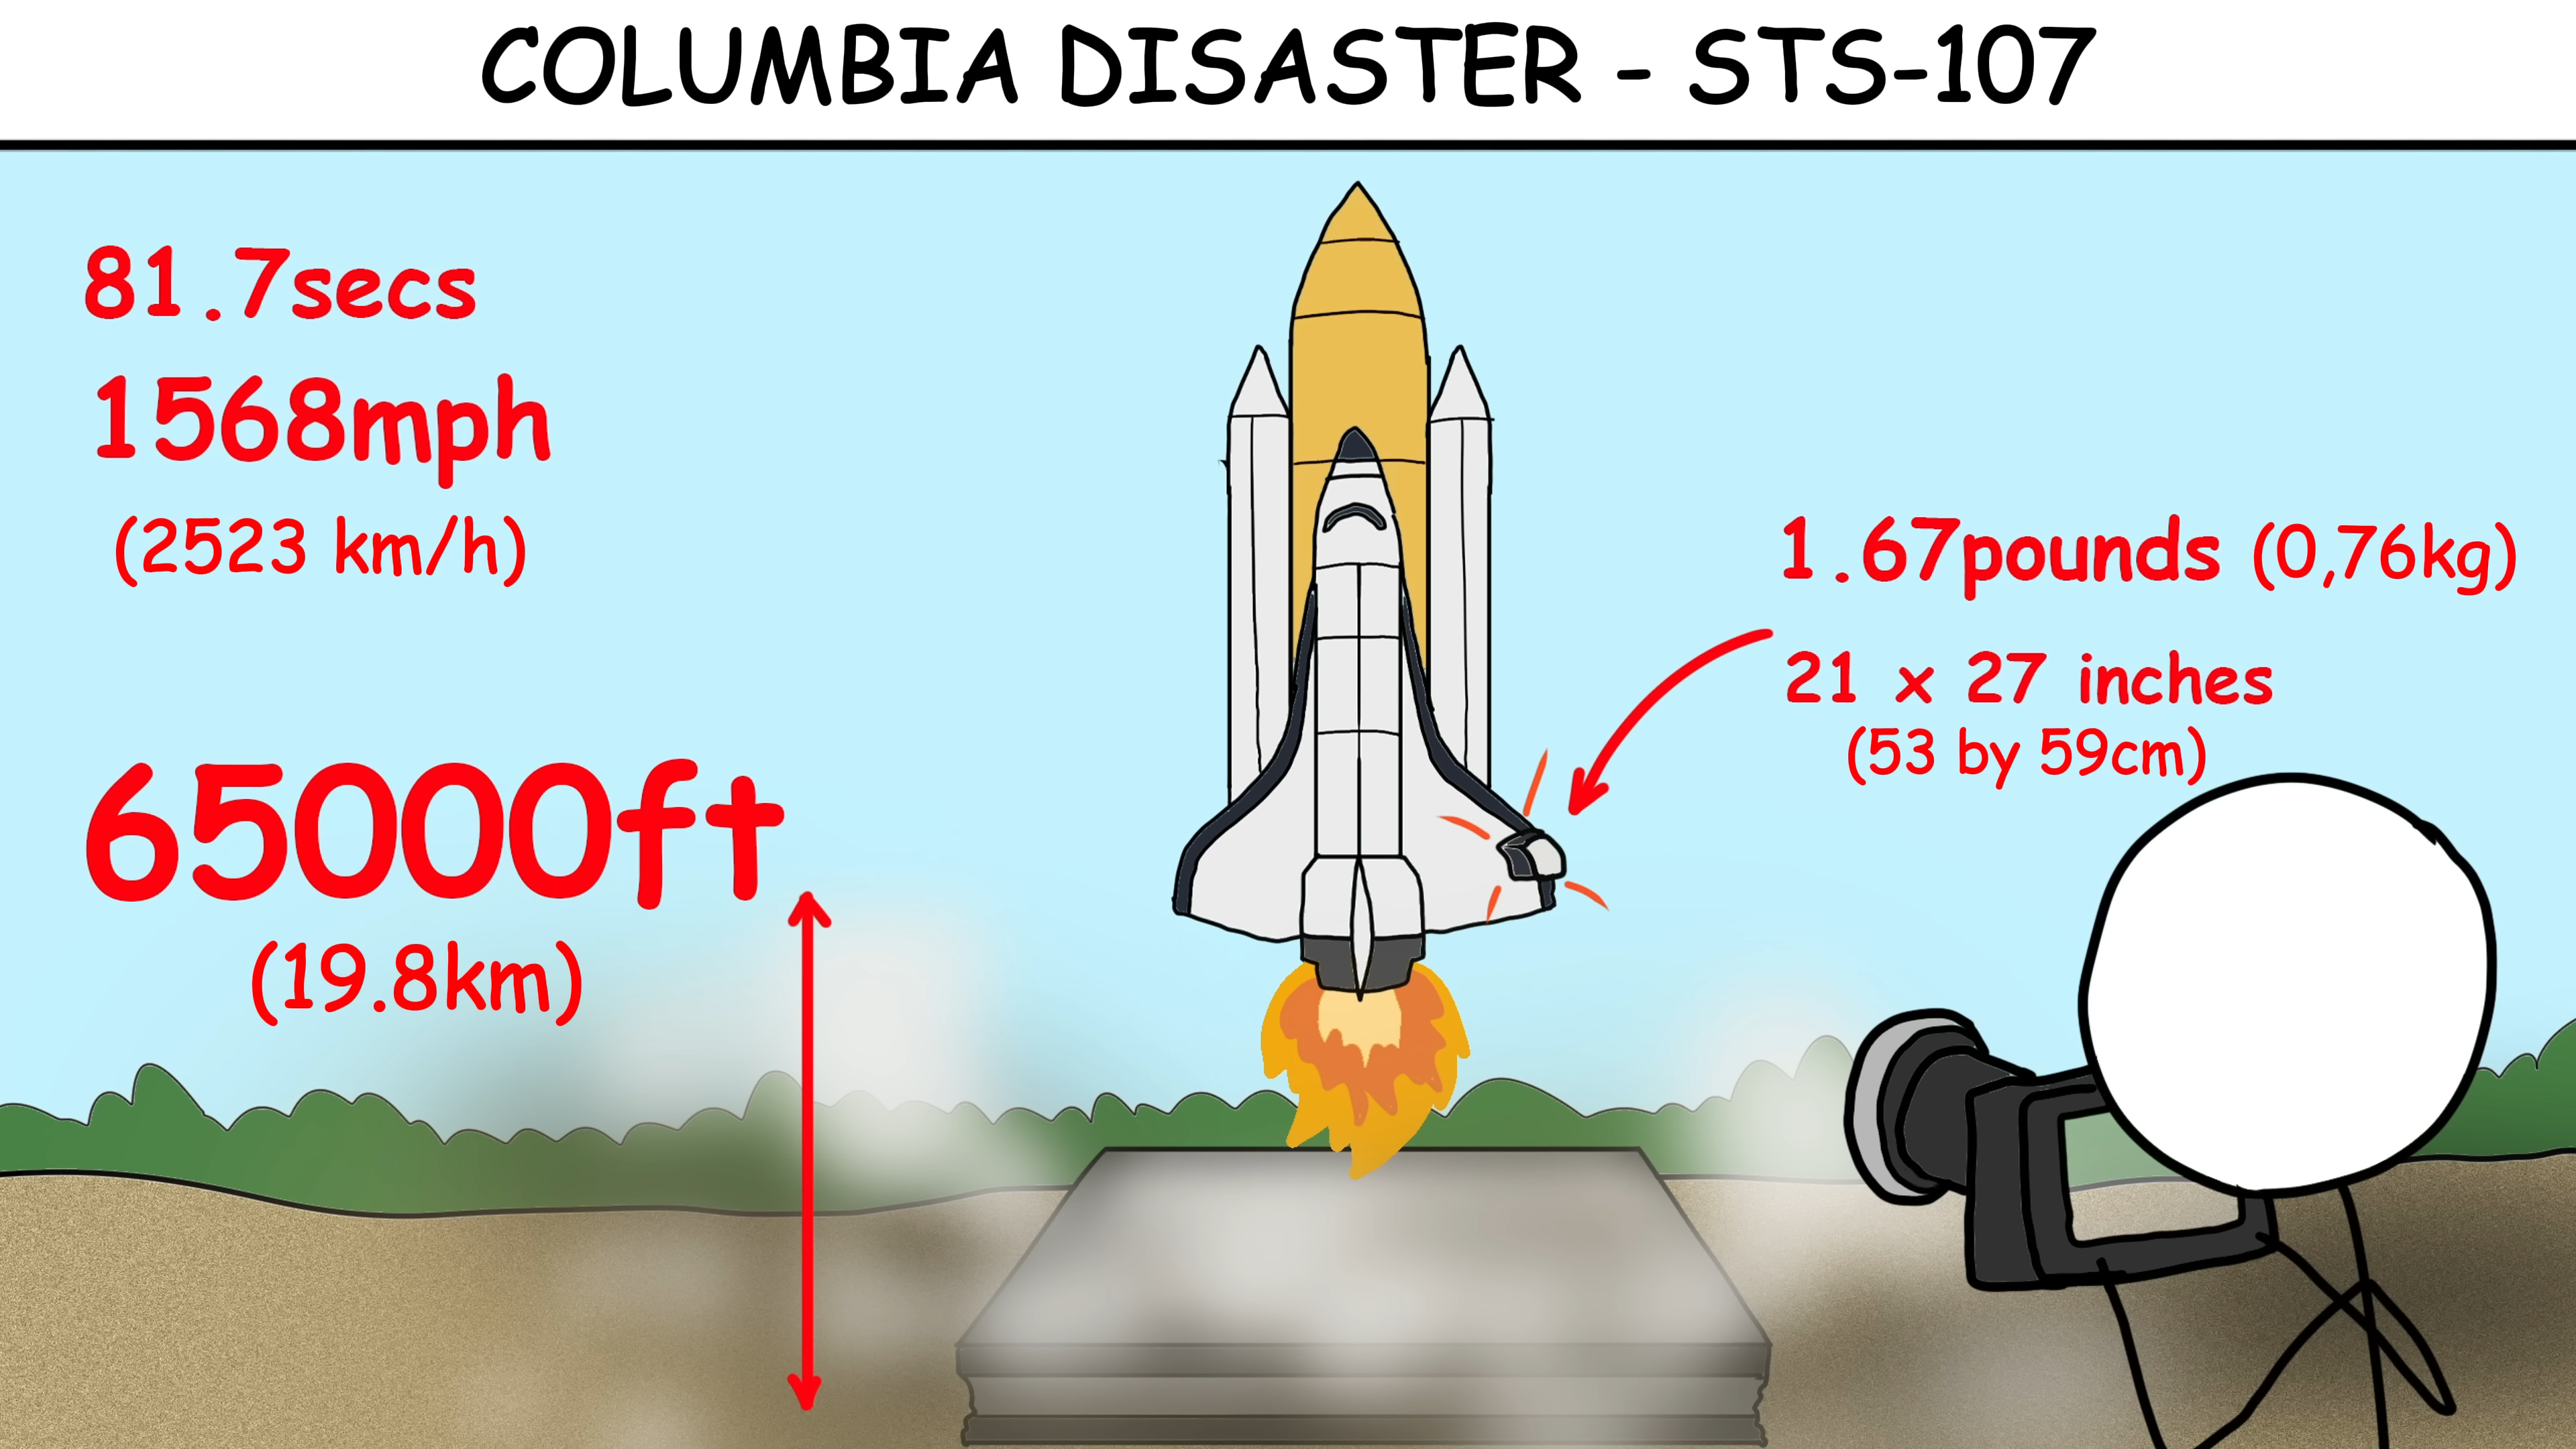 COLUMBIA DISASTER - STS-107
81.7secs
1568mph
(2523 km/h)
65000ft
(19.8km)
1.67pounds (0,76kg)
21 x 27 inches
(53 by 59cm)